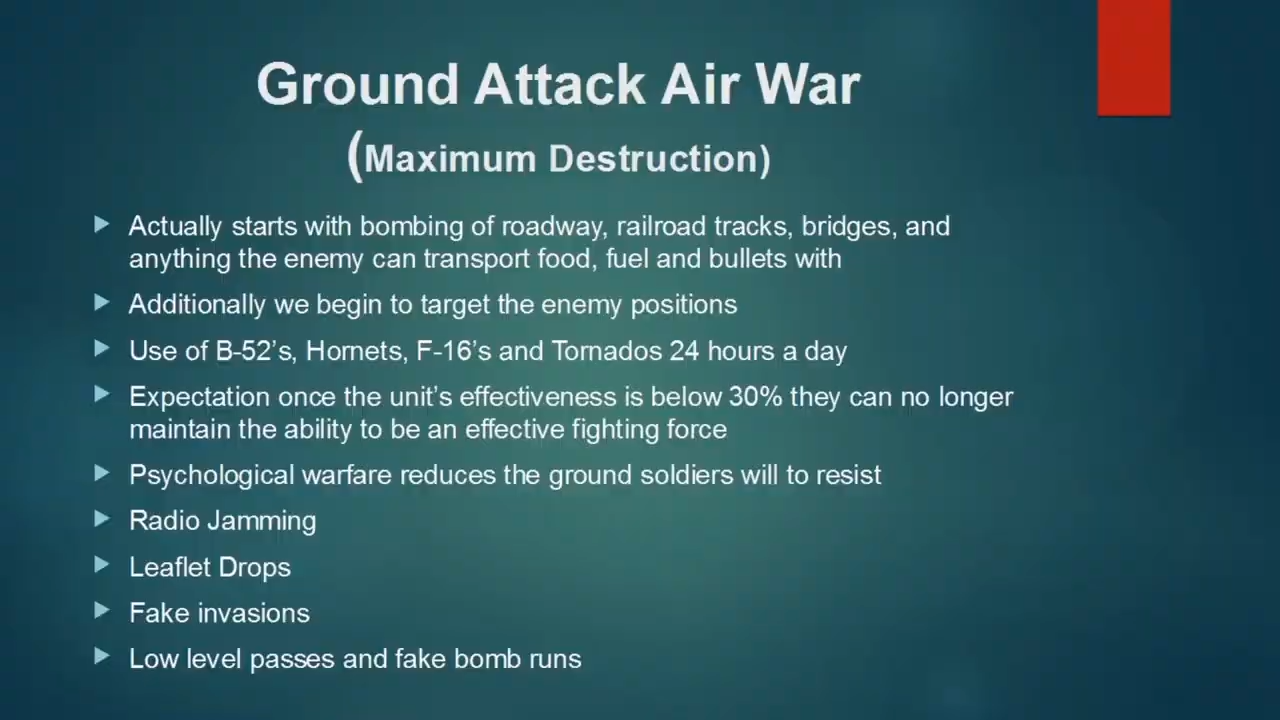 Ground Attack Air War
(Maximum Destruction)
Actually starts with bombing of roadway, railroad tracks, bridges, and
anything the enemy can transport food, fuel and bullets with
Additionally we begin to target the enemy positions
Use of B-52’s, Hornets, F-16’s and Tornados 24 hours a day
Expectation once the unit’s effectiveness is below 30% they can no longer
maintain the ability to be an effective fighting force
Psychological warfare reduces the ground soldiers will to resist
Radio Jamming
Leaflet Drops
Fake invasions
Low level passes and fake bomb runs